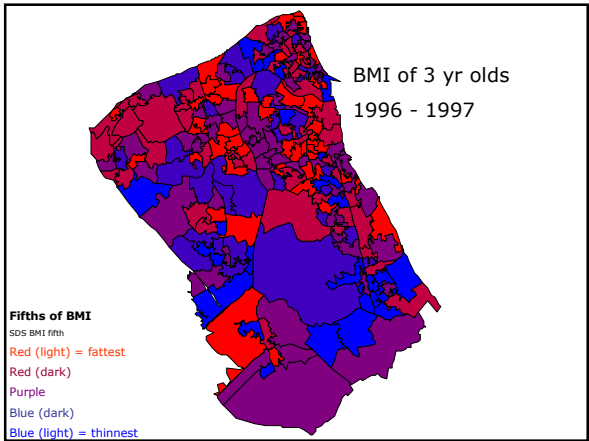 BMI of 3 yr olds
1996 - 1997
Fifths of BMI
SDS BMI fifth
Red (light) = fattest
Red (dark)
Purple
Blue (dark)
Blue (light) = thinnest